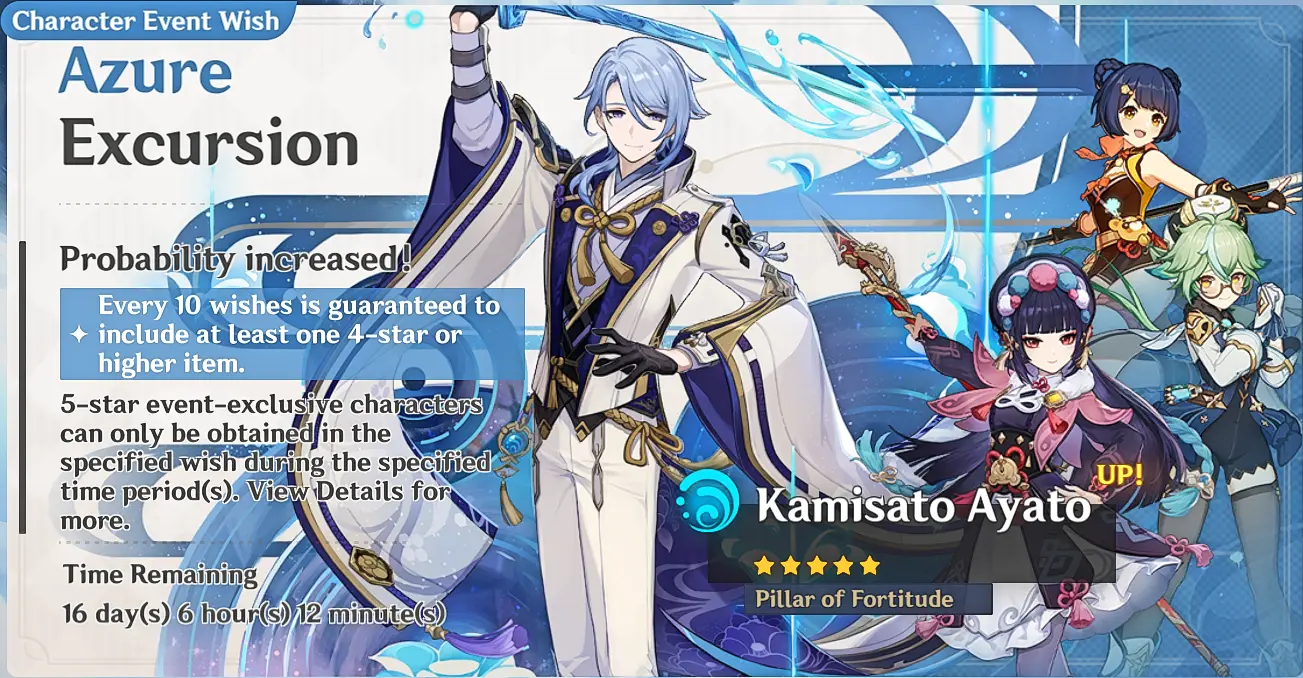 Character Event Wish
Azure
Excursion
Probability increased!
Every 10 wishes is guaranteed to
include at least one 4-star or
higher item.
5-star event-exclusive characters
can only be obtained in the
specified wish during the specified
time period(s). View Details for
more.
Time Remaining
16 day(s) 6 hour(s) 12 minute(s)
UP!
Kamisato Ayato
Pillar of Fortitude